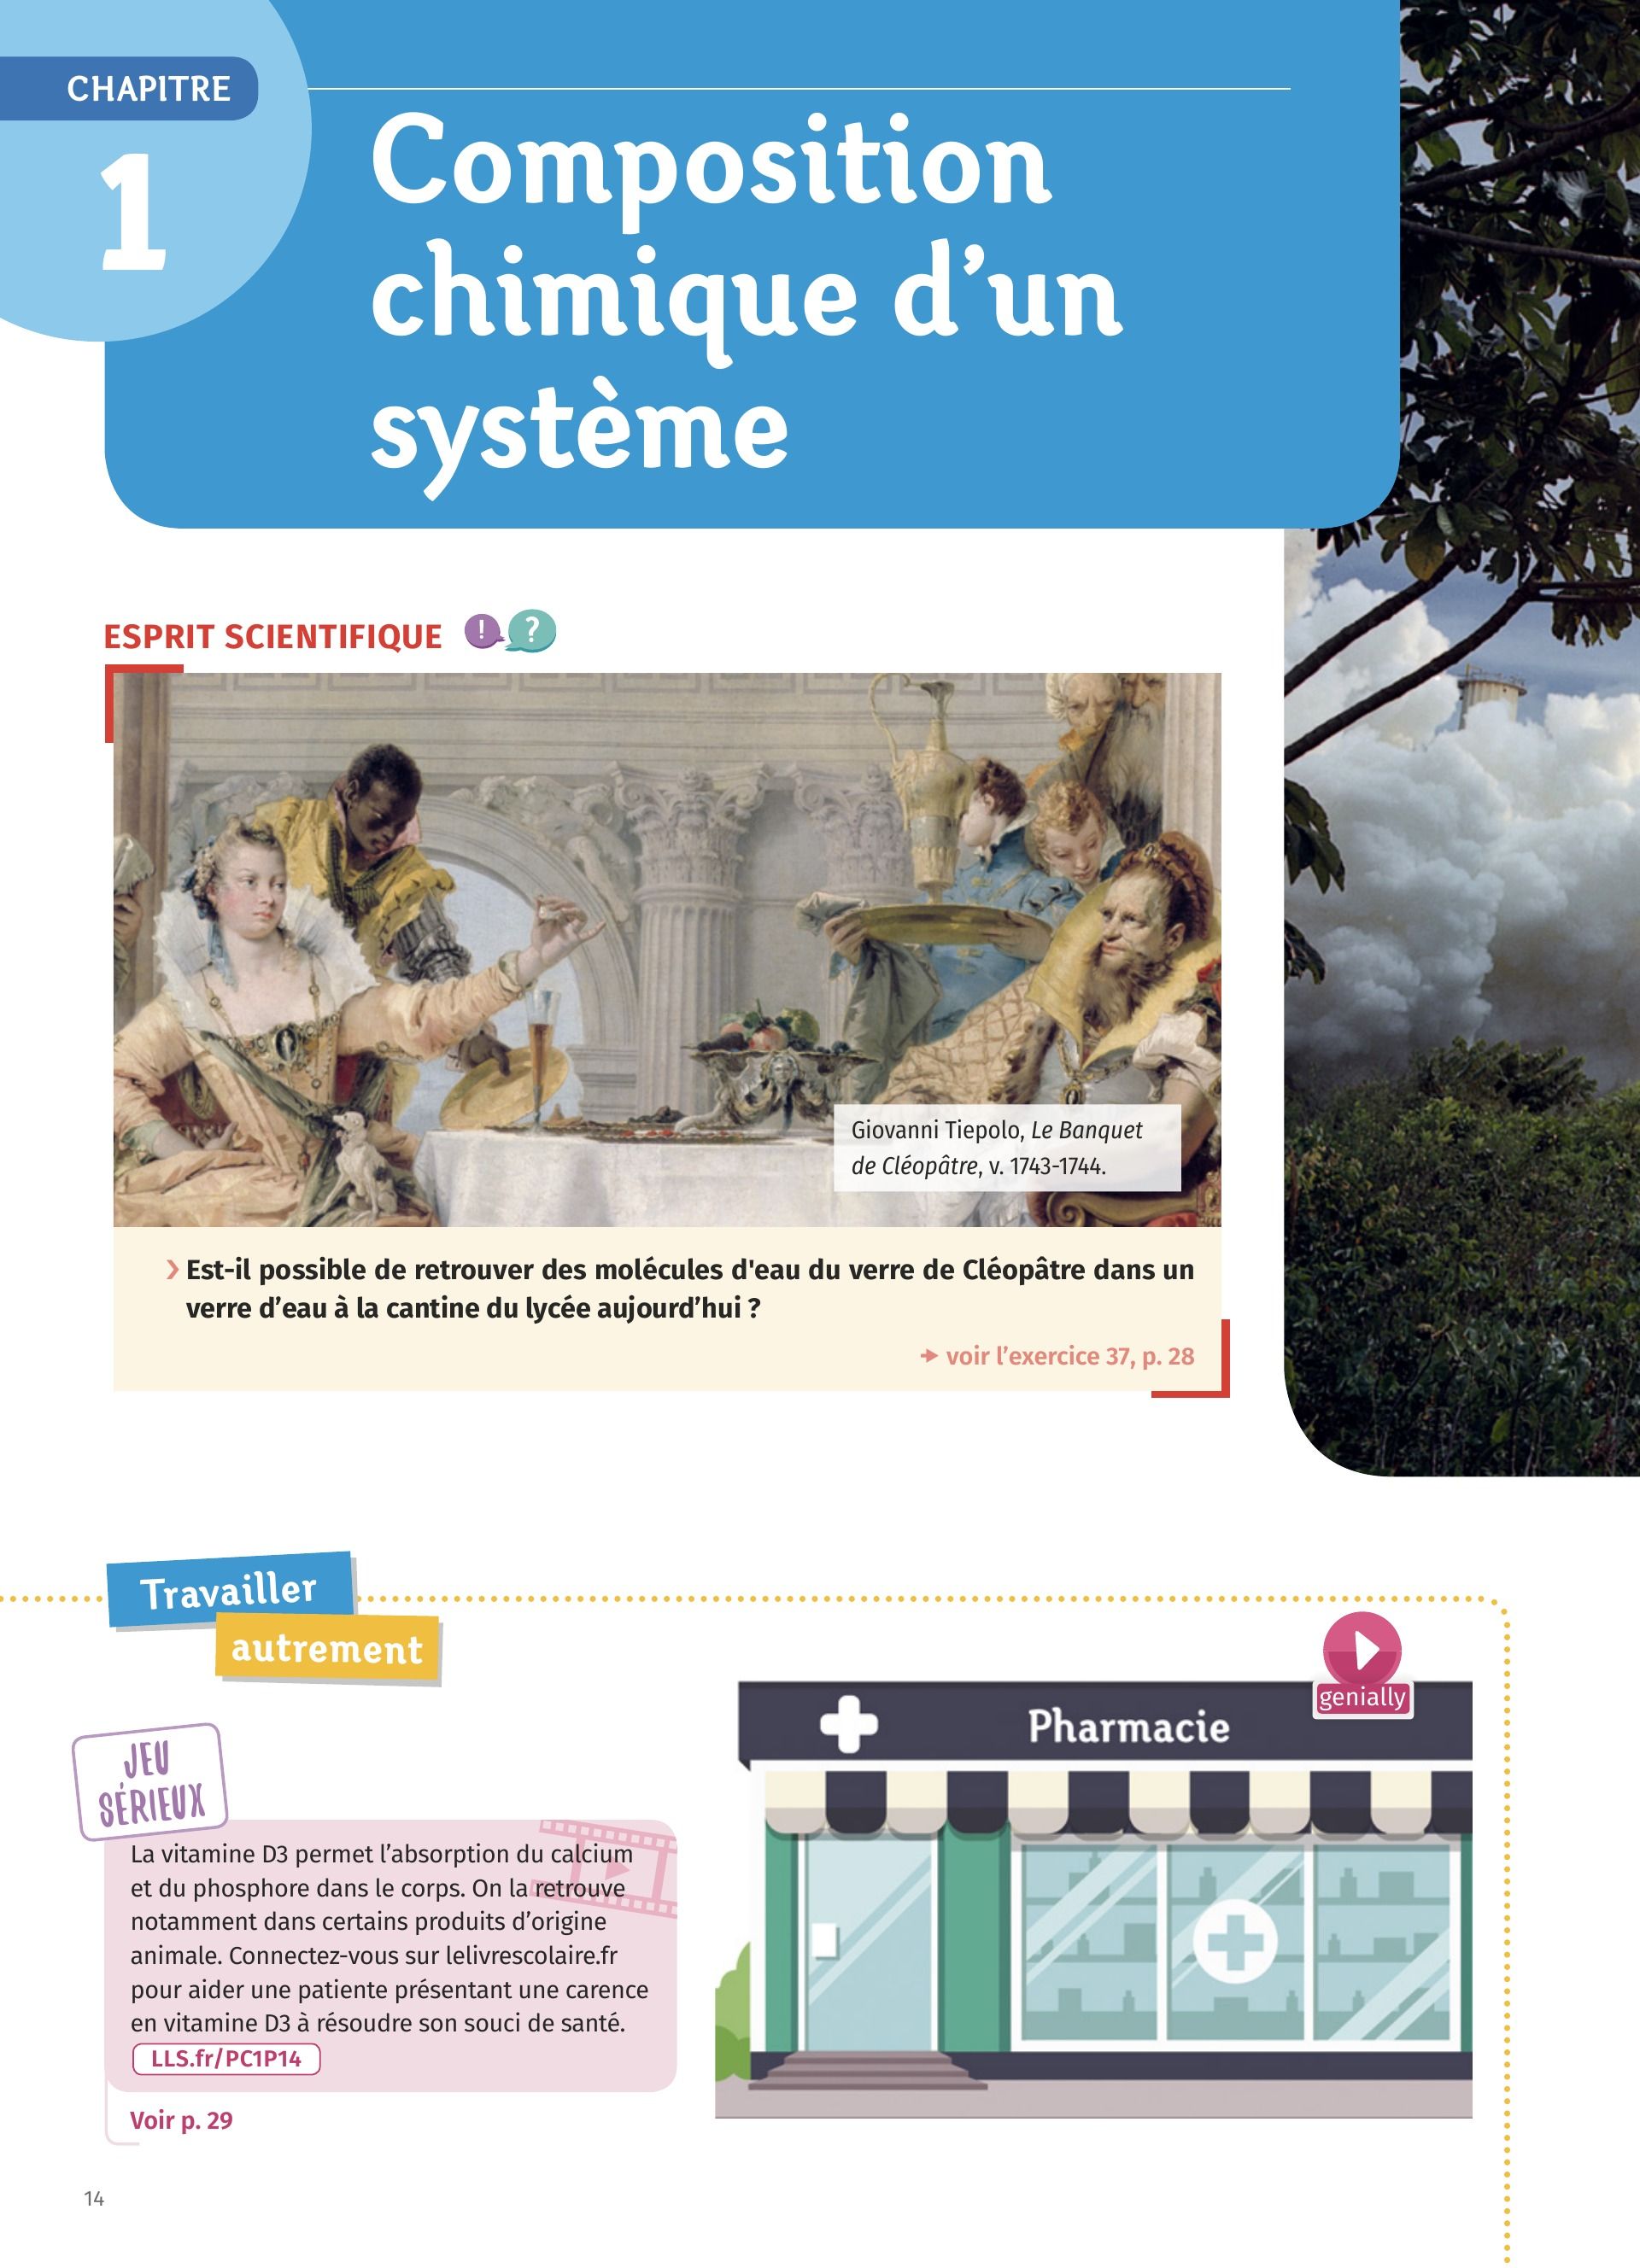 CHAPITRE
1
Composition
chimique d’un
système
ESPRIT SCIENTIFIQUE
! ?
Giovanni Tiepolo, Le Banquet
de Cléopâtre, v. 1743-1744.
› Est-il possible de retrouver des molécules d'eau du verre de Cléopâtre dans un
verre d’eau à la cantine du lycée aujourd’hui ?
➔ voir l’exercice 37, p. 28
Travailler
autrement
JEU
SÉRIEUX
La vitamine D3 permet l’absorption du calcium
et du phosphore dans le corps. On la retrouve
notamment dans certains produits d’origine
animale. Connectez-vous sur lelivrescolaire.fr
pour aider une patiente présentant une carence
en vitamine D3 à résoudre son souci de santé.
LLS.fr/PC1P14
Voir p. 29
genially
Pharmacie
14